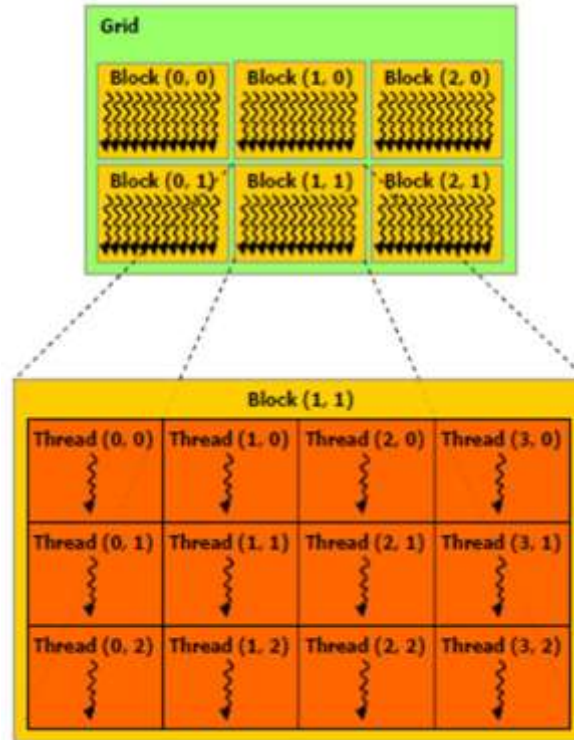 Grid
Block (0, 0) Block (1, 0) Block (2, 0)
Block (0, 1) Block (1, 1) Block (2, 1)
Block (1, 1)
Thread (0, 0) Thread (1, 0) Thread (2, 0) Thread (3, 0)
Thread (0, 1) Thread (1, 1) Thread (2, 1) Thread (3, 1)
Thread (0, 2) Thread (1, 2) Thread (2, 2) Thread (3, 2)